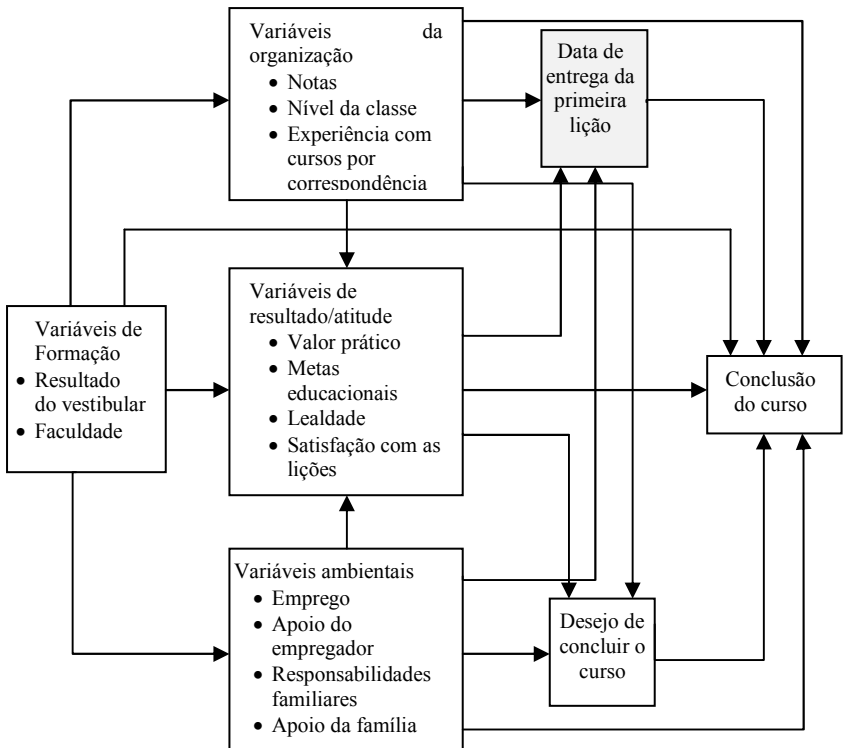 Variáveis da
organização
• Notas
• Nível da classe
• Experiência com
cursos por
correspondência
Data de
entrega da
primeira
lição
Variáveis de
resultado/atitude
• Valor prático
• Metas
educacionais
• Lealdade
• Satisfação com as
lições
Variáveis de
Formação
• Resultado
do vestibular
• Faculdade
Conclusão
do curso
Variáveis ambientais
• Emprego
• Apoio do
empregador
• Responsabilidades
familiares
• Apoio da família
Desejo de
concluir o
curso